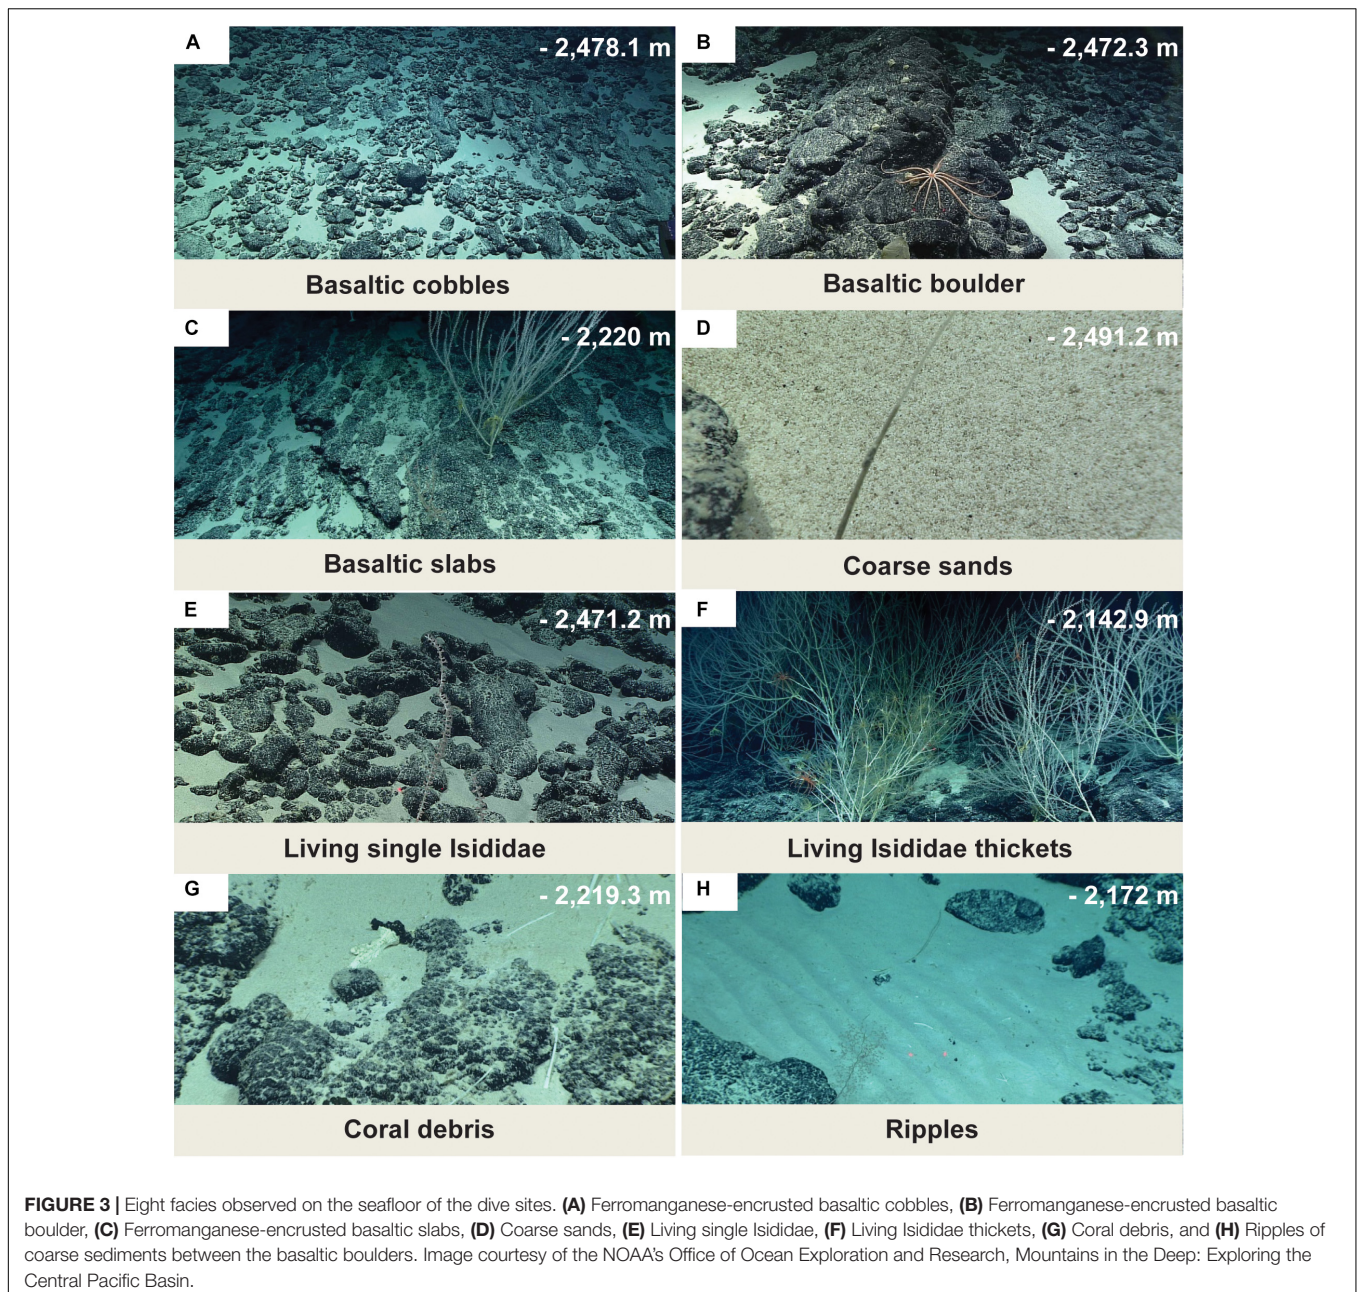 A
- 2,478.1 m
B
- 2,472.3 m
Basaltic cobbles
Basaltic boulder
C
- 2,220 m
D
- 2,491.2 m
Basaltic slabs
Coarse sands
E
- 2,471.2 m
F
- 2,142.9 m
Living single Isididae
Living Isididae thickets
G
- 2,219.3 m
H
- 2,172 m
Coral debris
Ripples
FIGURE 3 | Eight facies observed on the seafloor of the dive sites. (A) Ferromanganese-encrusted basaltic cobbles, (B) Ferromanganese-encrusted basaltic
boulder, (C) Ferromanganese-encrusted basaltic slabs, (D) Coarse sands, (E) Living single Isididae, (F) Living Isididae thickets, (G) Coral debris, and (H) Ripples of
coarse sediments between the basaltic boulders. Image courtesy of the NOAA’s Office of Ocean Exploration and Research, Mountains in the Deep: Exploring the
Central Pacific Basin.